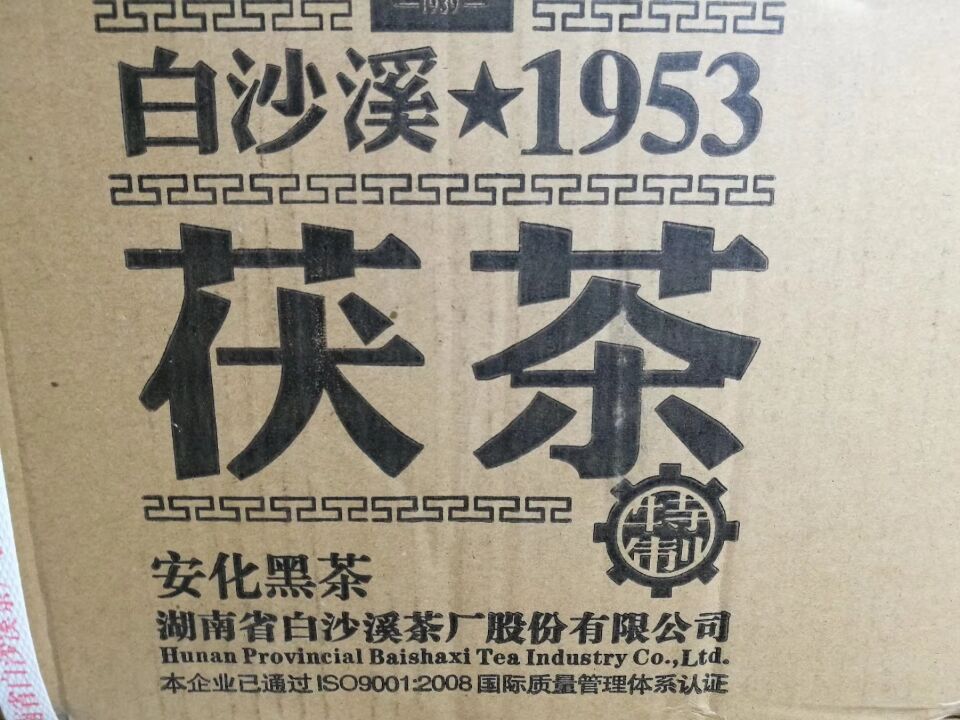 —1939—
白沙溪★1953
茯茶
特制
安化黑茶
湖南省白沙溪茶厂股份有限公司
Hunan Provincial Baishaxi Tea Industry Co.,Ltd.
本企业已通过ISO9001:2008国际质量管理体系认证